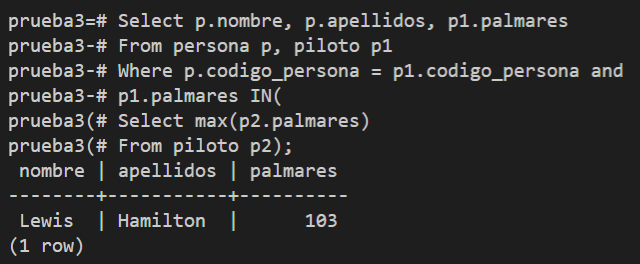 prueba3=# Select p.nombre, p.apellidos, p1.palmares
prueba3-# From persona p, piloto p1
prueba3-# Where p.codigo_persona = p1.codigo_persona and
prueba3-# p1.palmares IN(
prueba3(# Select max(p2.palmares)
prueba3(# From piloto p2);
 nombre | apellidos | palmares
--------+-----------+----------
 Lewis  | Hamilton  |      103
(1 row)